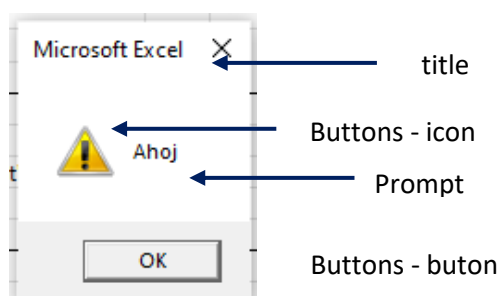 Microsoft Excel
title
Buttons - icon
Ahoj
t
Prompt
OK
Buttons - buton